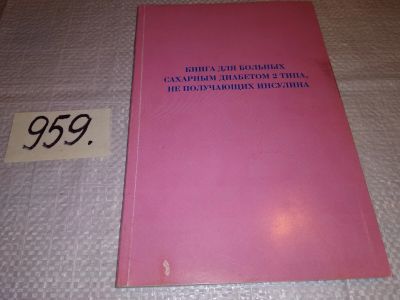 КНИГА ДЛЯ БОЛЬНЫХ
САХАРНЫМ ДИАБЕТОМ 2 ТИПА,
НЕ ПОЛУЧАЮЩИХ ИНСУЛИНА
959.